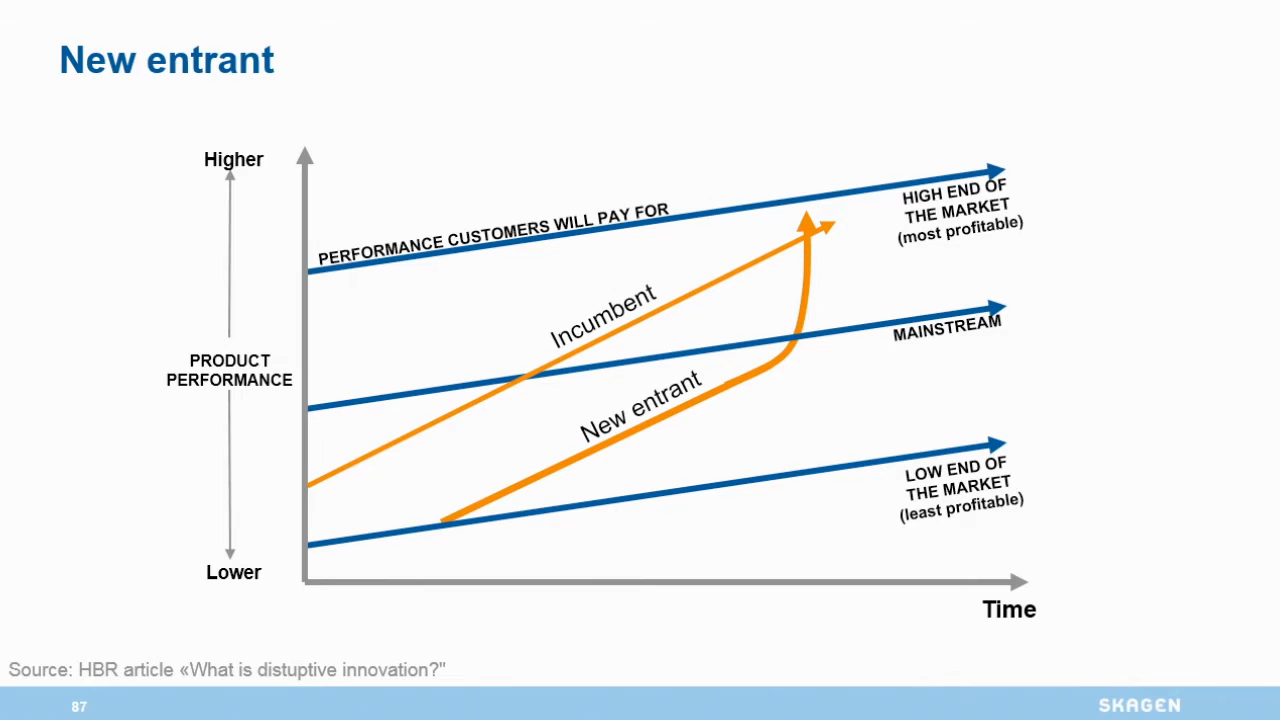 New entrant
Higher
PERFORMANCE CUSTOMERS WILL PAY FOR
HIGH END OF
THE MARKET
(most profitable)
Incumbent
MAINSTREAM
PRODUCT
PERFORMANCE
New entrant
LOW END OF
THE MARKET
(least profitable)
Lower
Time
Source: HBR article «What is distuptive innovation?"
87
SKAGEN